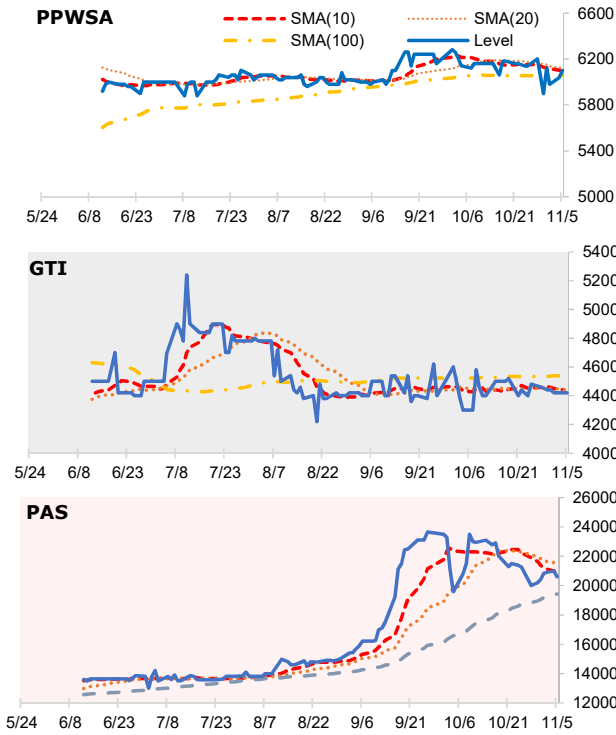 PPWSA
SMA(10) SMA(20)
SMA(100) Level
6600
6200
5800
5400
5000
5/24 6/8 6/23 7/8 7/23 8/7 8/22 9/6 9/21 10/6 10/21 11/5
GTI
5400
5200
5000
4800
4600
4400
4200
4000
5/24 6/8 6/23 7/8 7/23 8/7 8/22 9/6 9/21 10/6 10/21 11/5
PAS
26000
24000
22000
20000
18000
16000
14000
12000
5/24 6/8 6/23 7/8 7/23 8/7 8/22 9/6 9/21 10/6 10/21 11/5